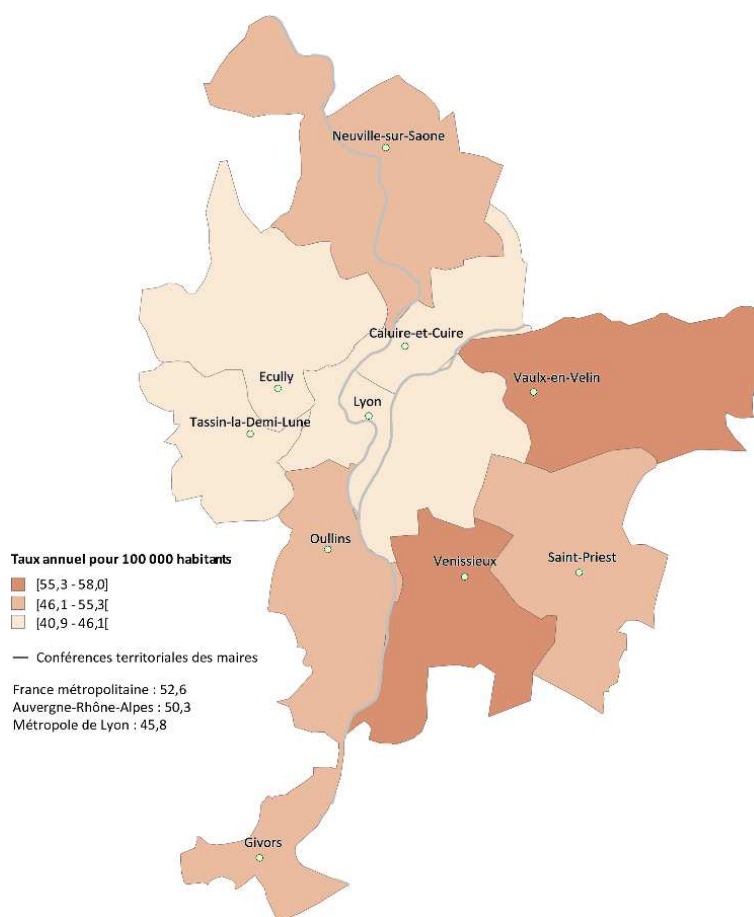 Neuville-sur-Saone
Caluire-et-Cuire
Ecully
Vaulx-en-Velin
Lyon
Tassin-la-Demi-Lune
Oullins
Venissieux
Saint-Priest
Givors
Taux annuel pour 100 000 habitants
[55,3 - 58,0]
[46,1 - 55,3[
[40,9 - 46,1[
Conférences territoriales des maires
France métropolitaine : 52,6
Auvergne-Rhône-Alpes : 50,3
Métropole de Lyon : 45,8